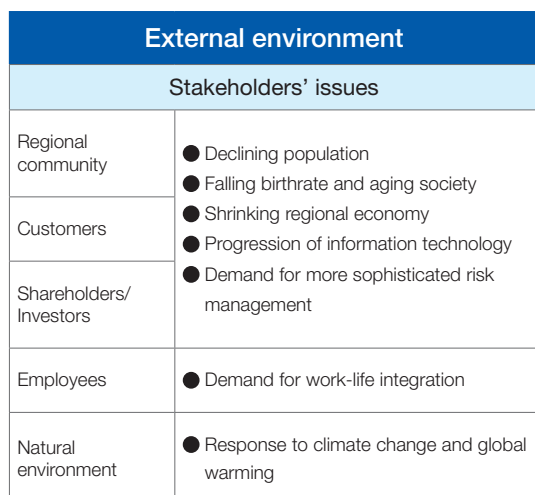 External environment
Stakeholders’ issues
Regional
community
Customers
Shareholders/
Investors
● Declining population
● Falling birthrate and aging society
● Shrinking regional economy
● Progression of information technology
● Demand for more sophisticated risk
management
Employees
● Demand for work-life integration
Natural
environment
● Response to climate change and global
warming